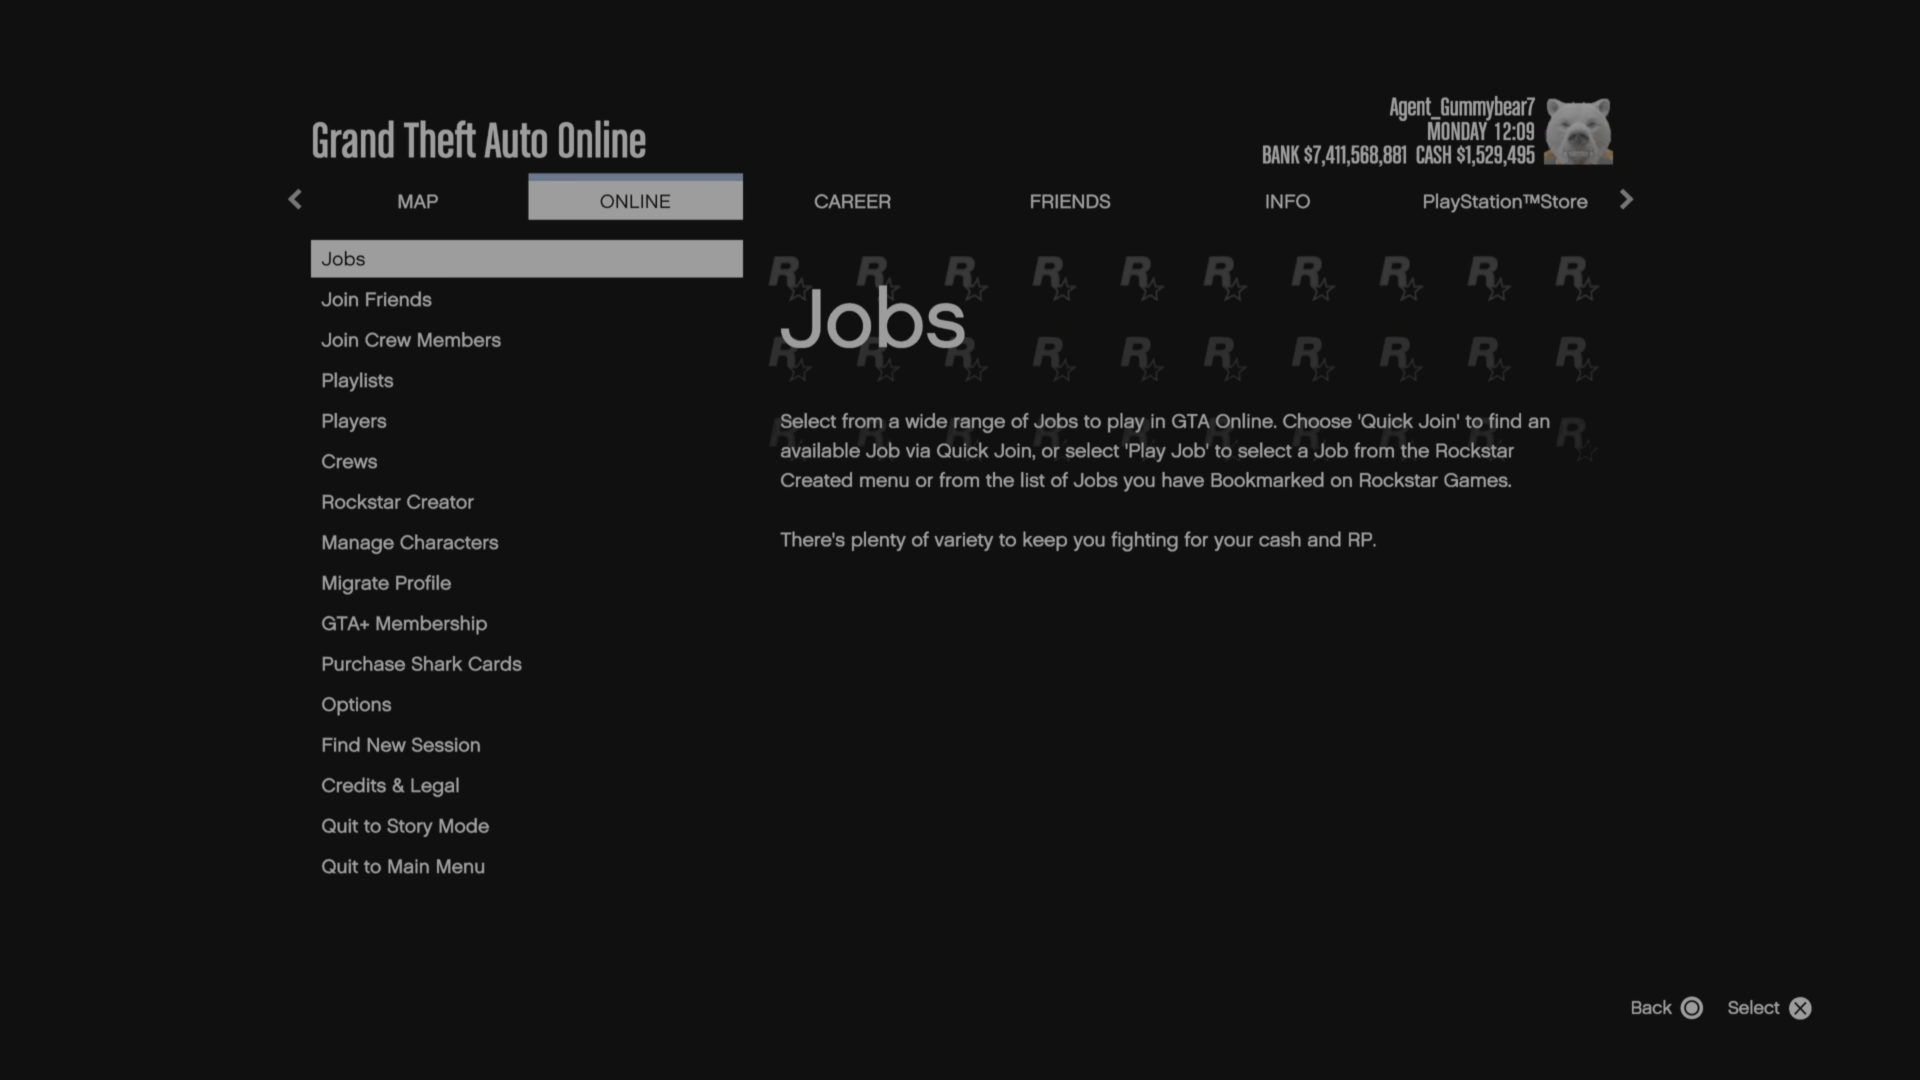 Agent_Gummybear7
Grand Theft Auto Online
MONDAY 12:09
BANK $7,411,568,881 CASH $1,529,495
MAP
ONLINE
CAREER
FRIENDS
INFO
PlayStation™Store
Jobs
Join Friends
Join Crew Members
Playlists
Players
Crews
Rockstar Creator
Manage Characters
Migrate Profile
GTA+ Membership
Purchase Shark Cards
Options
Find New Session
Credits & Legal
Quit to Story Mode
Quit to Main Menu
Jobs
Select from a wide range of Jobs to play in GTA Online. Choose 'Quick Join' to find an
available Job via Quick Join, or select 'Play Job' to select a Job from the Rockstar
Created menu or from the list of Jobs you have Bookmarked on Rockstar Games.
There's plenty of variety to keep you fighting for your cash and RP.
Back
Select